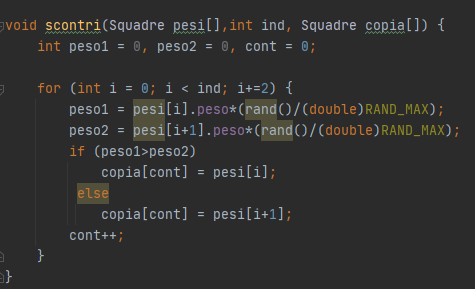 void scontri(Squadre pesi[],int ind, Squadre copia[]) {
    int peso1 = 0, peso2 = 0, cont = 0;

    for (int i = 0; i < ind; i+=2) {
        peso1 = pesi[i].peso*(rand()/(double)RAND_MAX);
        peso2 = pesi[i+1].peso*(rand()/(double)RAND_MAX);
        if (peso1>peso2)
            copia[cont] = pesi[i];
         else
            copia[cont] = pesi[i+1];
        cont++;
    }
}